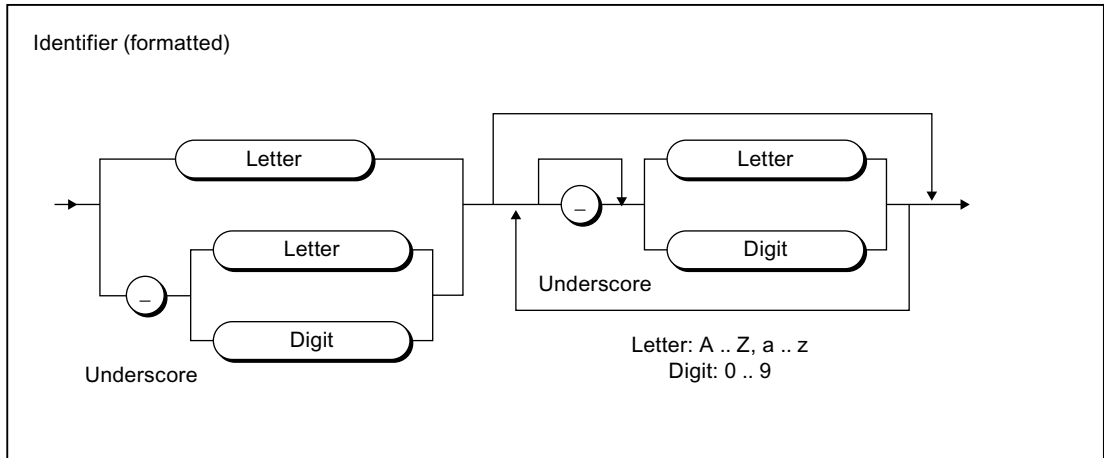 Identifier (formatted)
Letter
Letter
_
Letter
_
Digit
Underscore
Digit
Underscore
Letter: A .. Z, a .. z
Digit: 0 .. 9